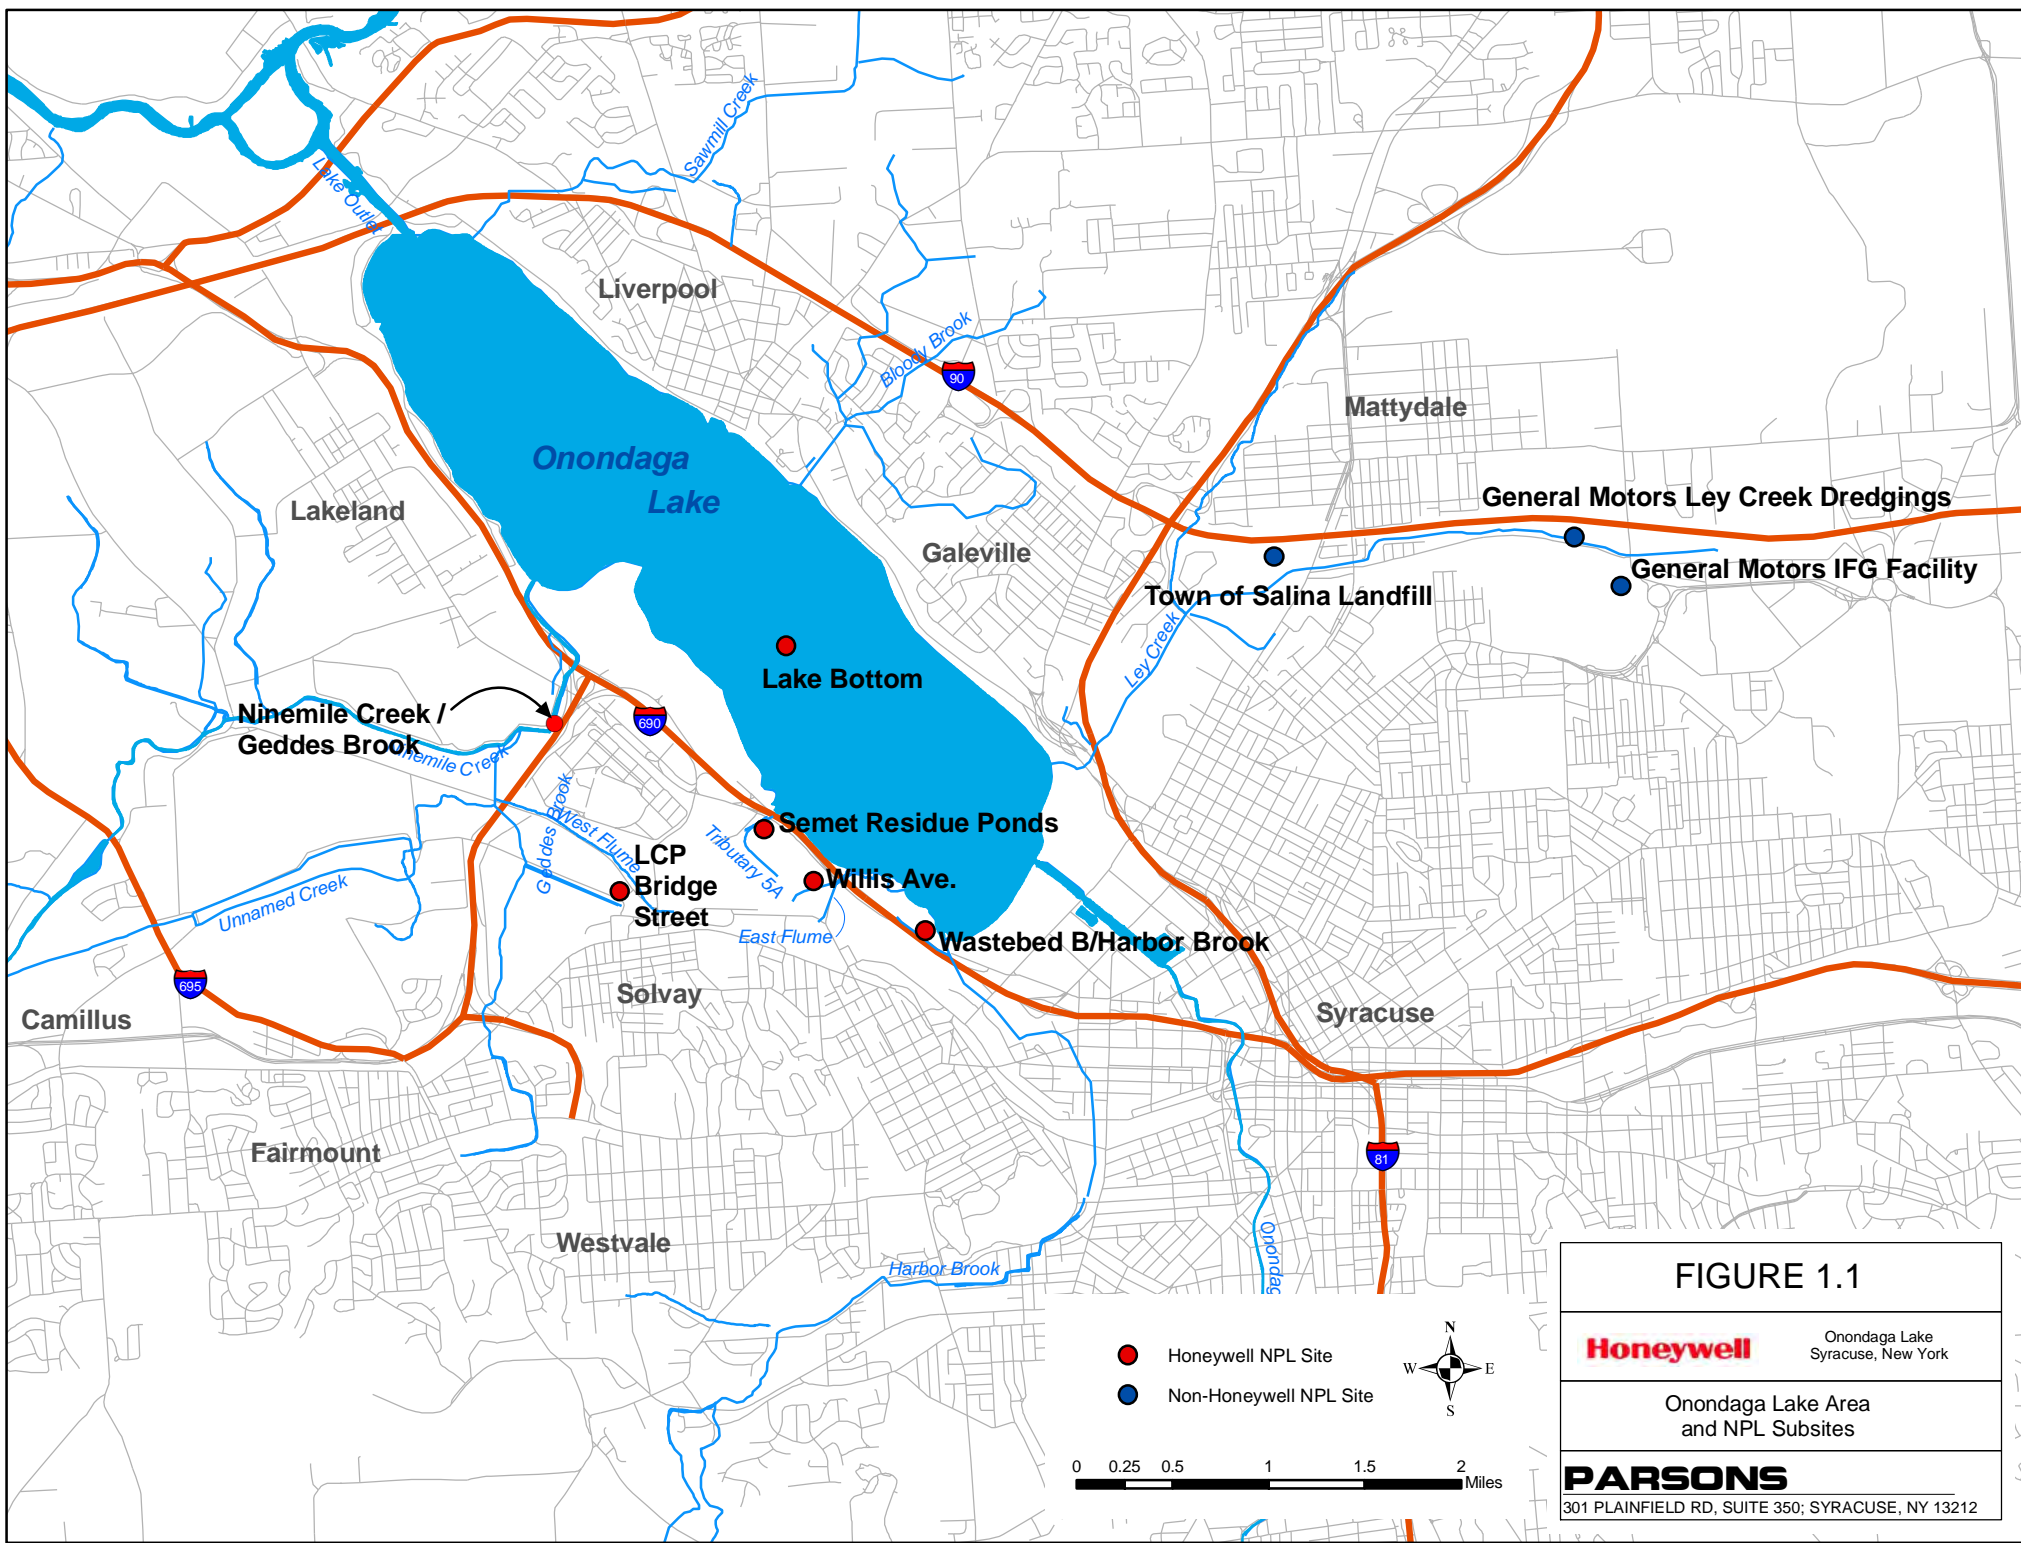 Sawmill Creek
Lake Outlet
Liverpool
Bloody Brook
90
Mattydale
Onondaga
Lake
General Motors Ley Creek Dredgings
Lakeland
Galeville
General Motors IFG Facility
Town of Salina Landfill
Ley Creek
Lake Bottom
Ninemile Creek /
Geddes Brook
690
Ninemile Creek
Geddes Brook
West Flume
Tributary 5A
Semet Residue Ponds
LCP
Bridge
Street
Willis Ave.
Unnamed Creek
East Flume
Wastebed B/Harbor Brook
695
Solvay
Camillus
Syracuse
Fairmount
81
Westvale
Harbor Brook
Onondag
FIGURE 1.1
Honeywell
Onondaga Lake
Syracuse, New York
Onondaga Lake Area
and NPL Subsites
PARSONS
301 PLAINFIELD RD, SUITE 350; SYRACUSE, NY 13212
Honeywell NPL Site
Non-Honeywell NPL Site
N
W E
S
0 0.25 0.5 1 1.5 2
Miles